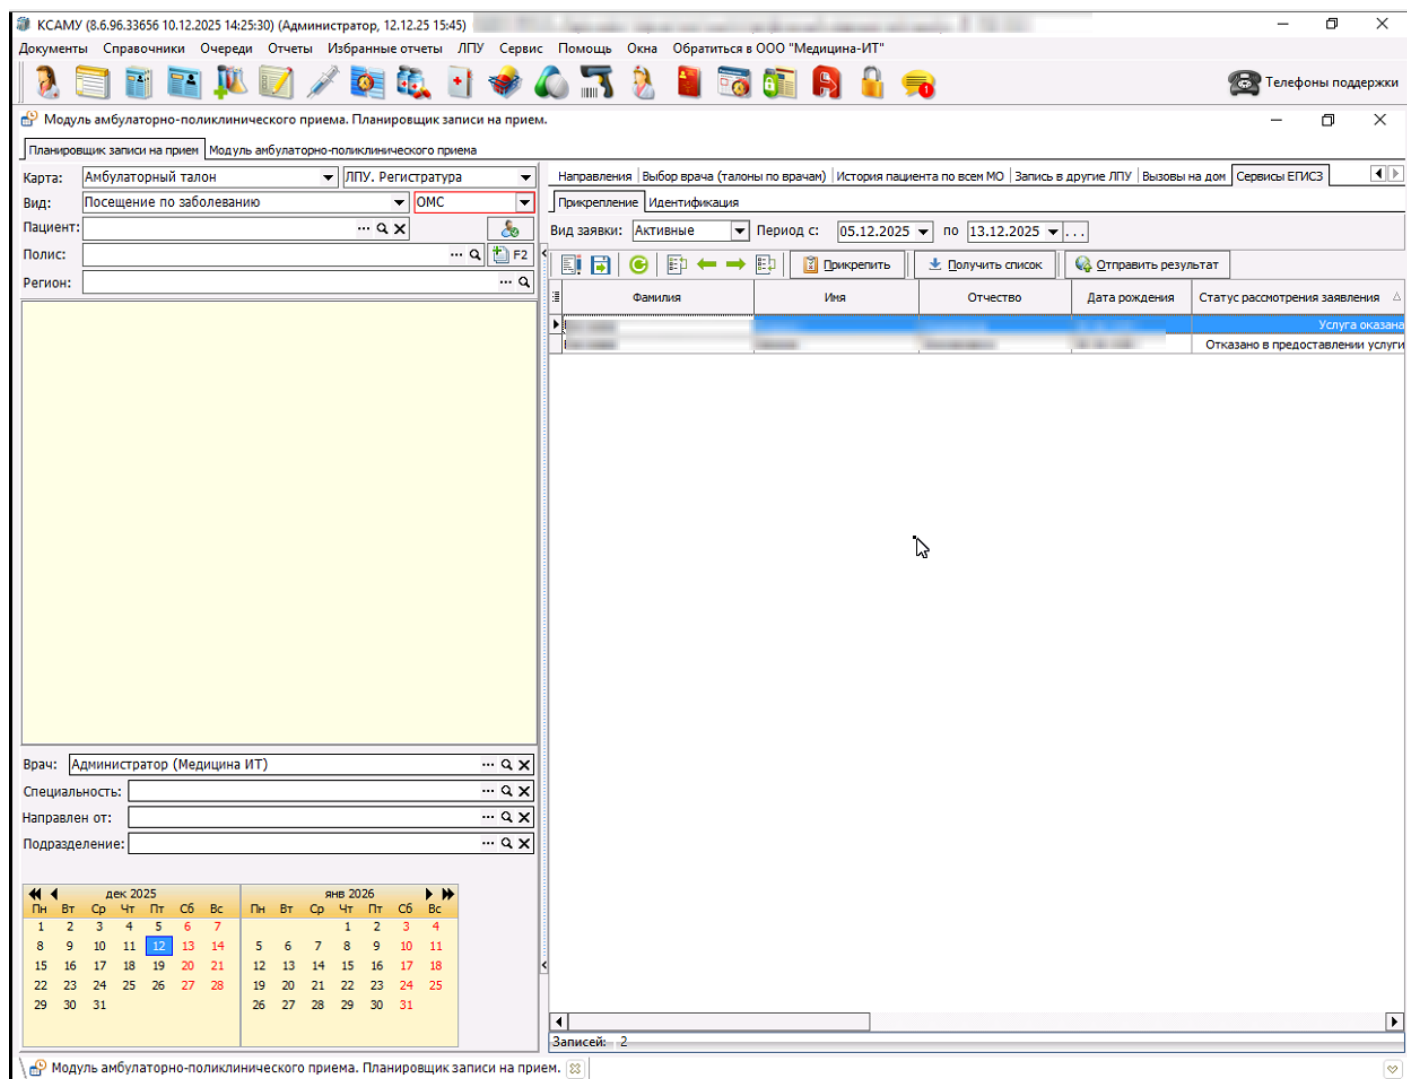 КСАМУ (8.6.96.33656 10.12.2025 14:25:30) (Администратор, 12.12.25 15:45)
Документы Справочники Очереди Отчеты Избранные отчеты ЛПУ Сервис Помощь Окна Обратиться в ООО "Медицина-ИТ"
1 Телефоны поддержки
Модуль амбулаторно-поликлинического приема. Планировщик записи на прием.
Планировщик записи на прием Модуль амбулаторно-поликлинического приема
Карта: Амбулаторный талон ЛПУ. Регистратура
Вид: Посещение по заболеванию ОМС
Пациент:
Полис: F2
Регион:
Направления Выбор врача (талоны по врачам) История пациента по всем МО Запись в другие ЛПУ Вызовы на дом Сервисы ЕГИСЗ
Прикрепление Идентификация
Вид заявки: Активные Период с: 05.12.2025 по 13.12.2025 ...
Прикрепить Получить список Отправить результат
Фамилия Имя Отчество Дата рождения Статус рассмотрения заявления
Услуга оказана
Отказано в предоставлении услуги
Врач: Администратор (Медицина ИТ)
Специальность:
Направлен от:
Подразделение:
дек 2025 янв 2026
Пн Вт Ср Чт Пт Сб Вс Пн Вт Ср Чт Пт Сб Вс
1 2 3 4 5 6 7 1 2 3 4
8 9 10 11 12 13 14 5 6 7 8 9 10 11
15 16 17 18 19 20 21 12 13 14 15 16 17 18
22 23 24 25 26 27 28 19 20 21 22 23 24 25
29 30 31 26 27 28 29 30 31
Записей: 2
Модуль амбулаторно-поликлинического приема. Планировщик записи на прием.